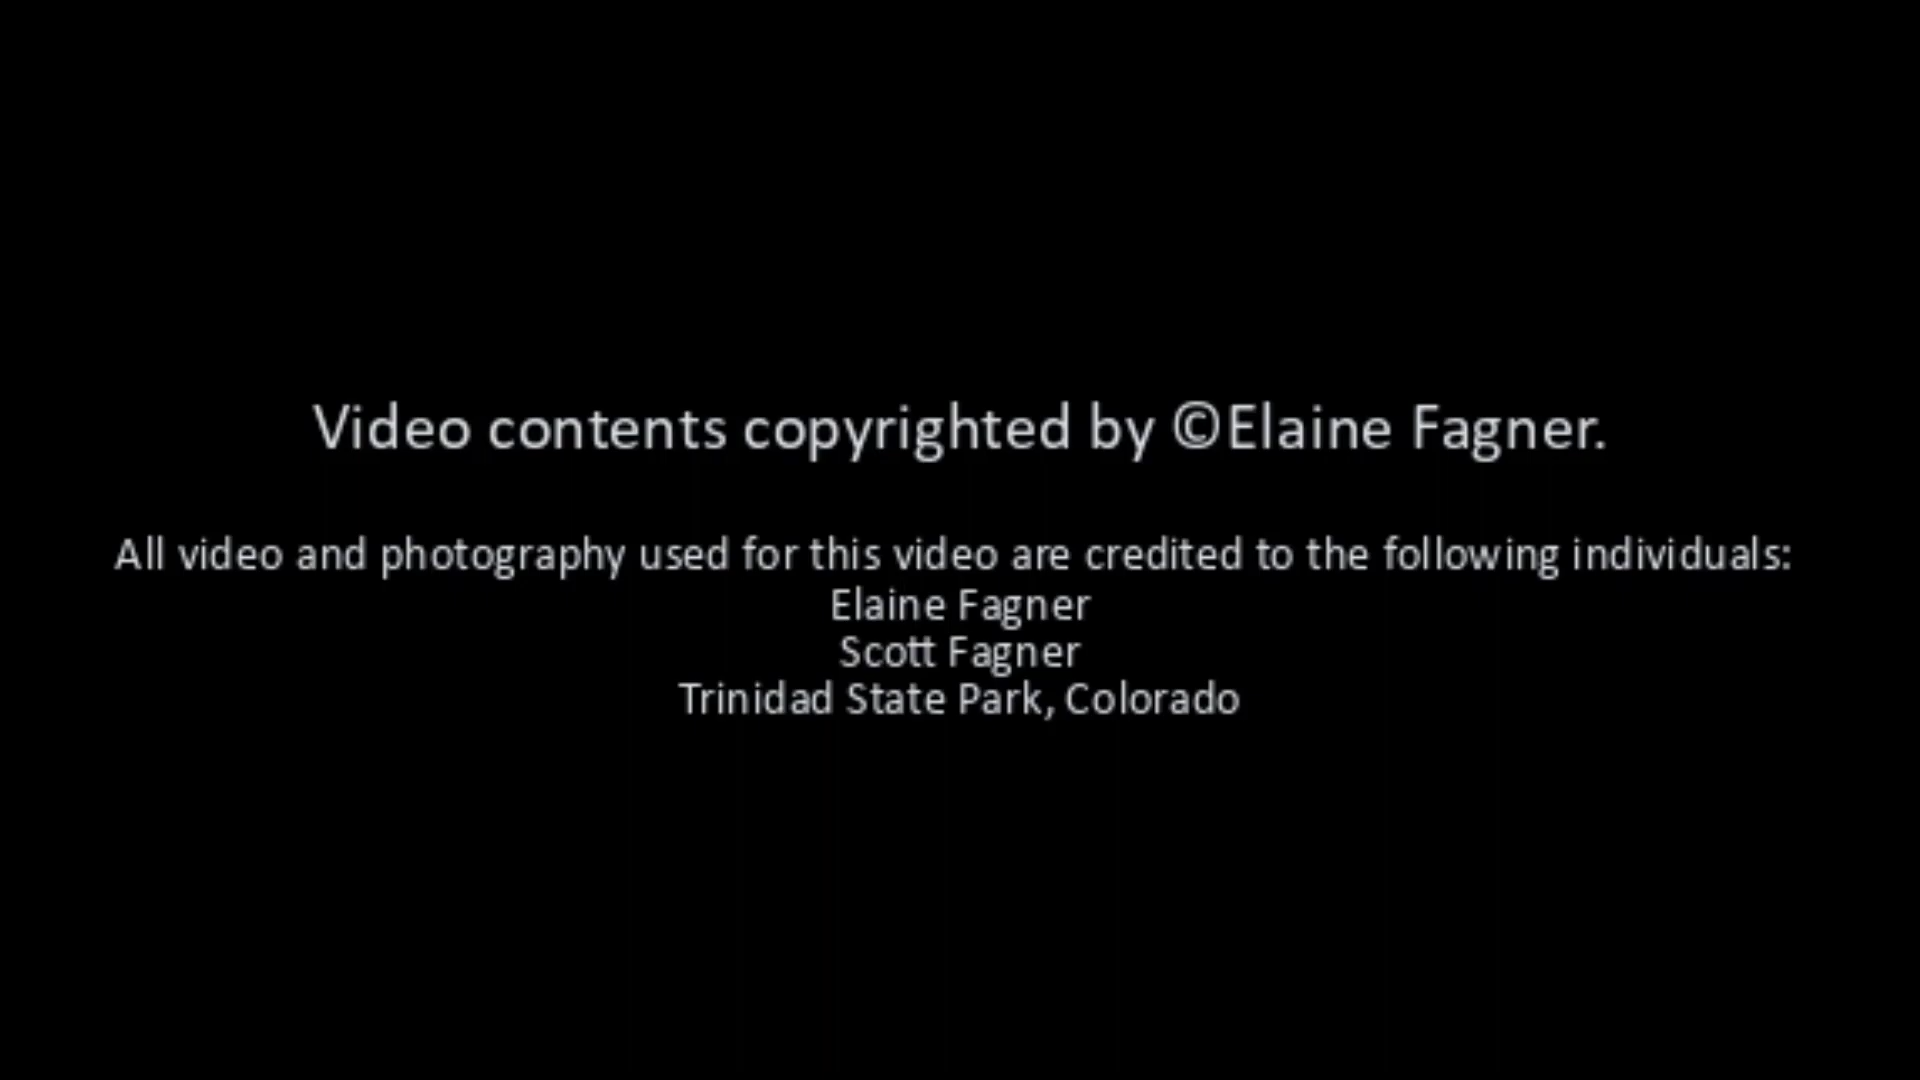 Video contents copyrighted by ©Elaine Fagner.
All video and photography used for this video are credited to the following individuals:
Elaine Fagner
Scott Fagner
Trinidad State Park, Colorado